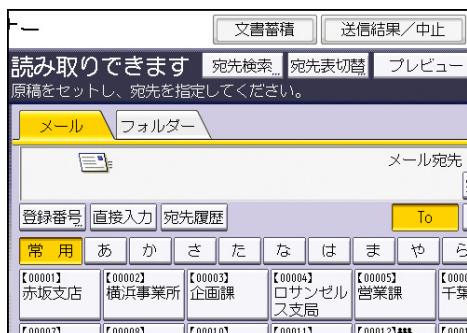 ー
文書蓄積 送信結果/中止
読み取りできます 宛先検索 宛先表切替 プレビュー
原稿をセットし、宛先を指定してください。
メール フォルダー
メール宛先
登録番号 直接入力 宛先履歴 To
常用 あ か さ た な は ま や ら
【00001】 【00002】 【00003】 【00004】 【00005】
赤坂支店 横浜事業所 企画課 ロサンゼル 営業課 千葉
ス支局